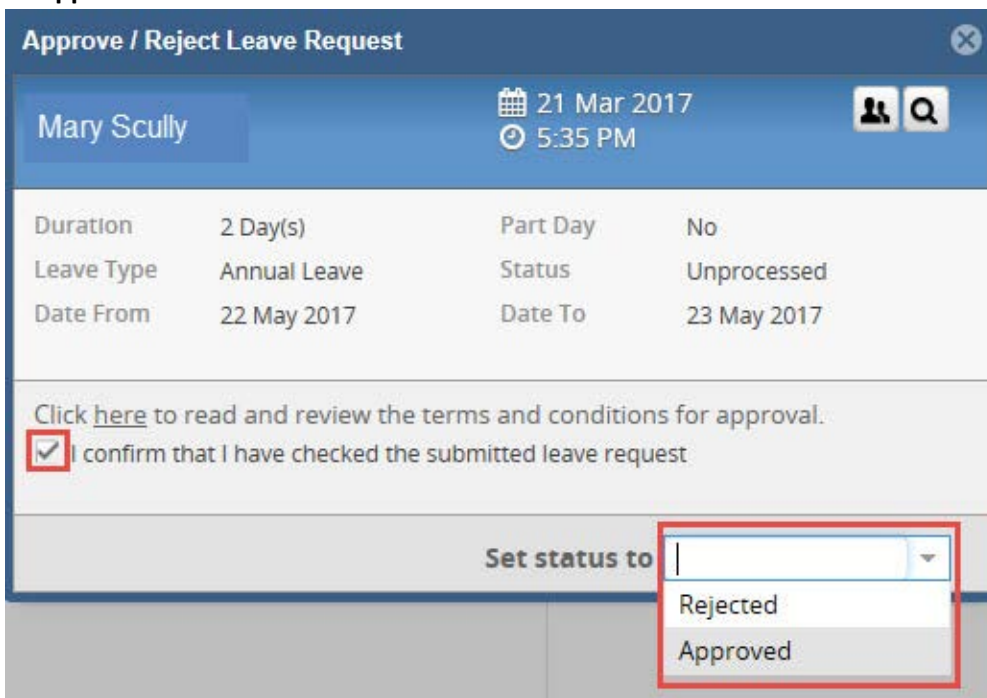 Approve / Reject Leave Request
Mary Scully
21 Mar 2017
5:35 PM
Duration 2 Day(s) Part Day No
Leave Type Annual Leave Status Unprocessed
Date From 22 May 2017 Date To 23 May 2017
Click here to read and review the terms and conditions for approval.
I confirm that I have checked the submitted leave request
Set status to
Rejected
Approved